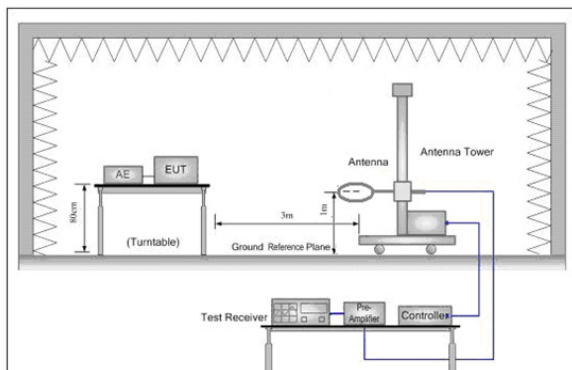 Antenna
Antenna Tower
AE
EUT
80cm
(Turntable)
3m
1m
Ground Reference Plane
Test Receiver
Pre-
Amplifier
Controller